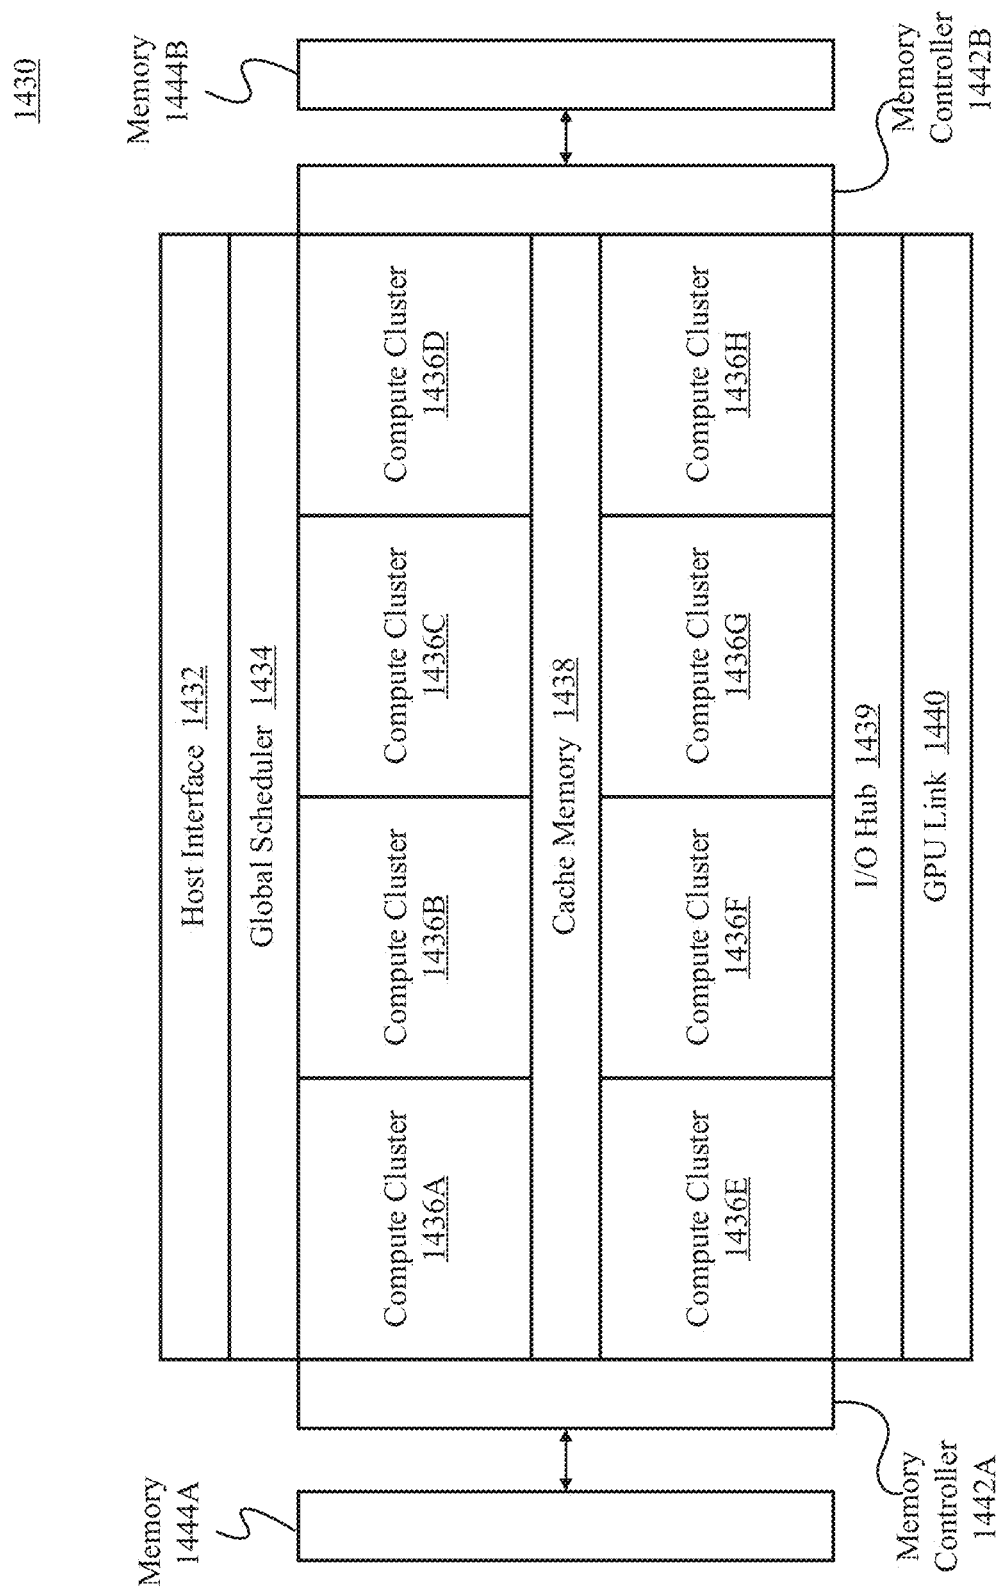 1430
Memory
1444A
Memory
1444B
Host Interface 1432
Global Scheduler 1434
Compute Cluster
1436A
Compute Cluster
1436B
Compute Cluster
1436C
Compute Cluster
1436D
Cache Memory 1438
Compute Cluster
1436E
Compute Cluster
1436F
Compute Cluster
1436G
Compute Cluster
1436H
I/O Hub 1439
GPU Link 1440
Memory
Controller
1442A
Memory
Controller
1442B